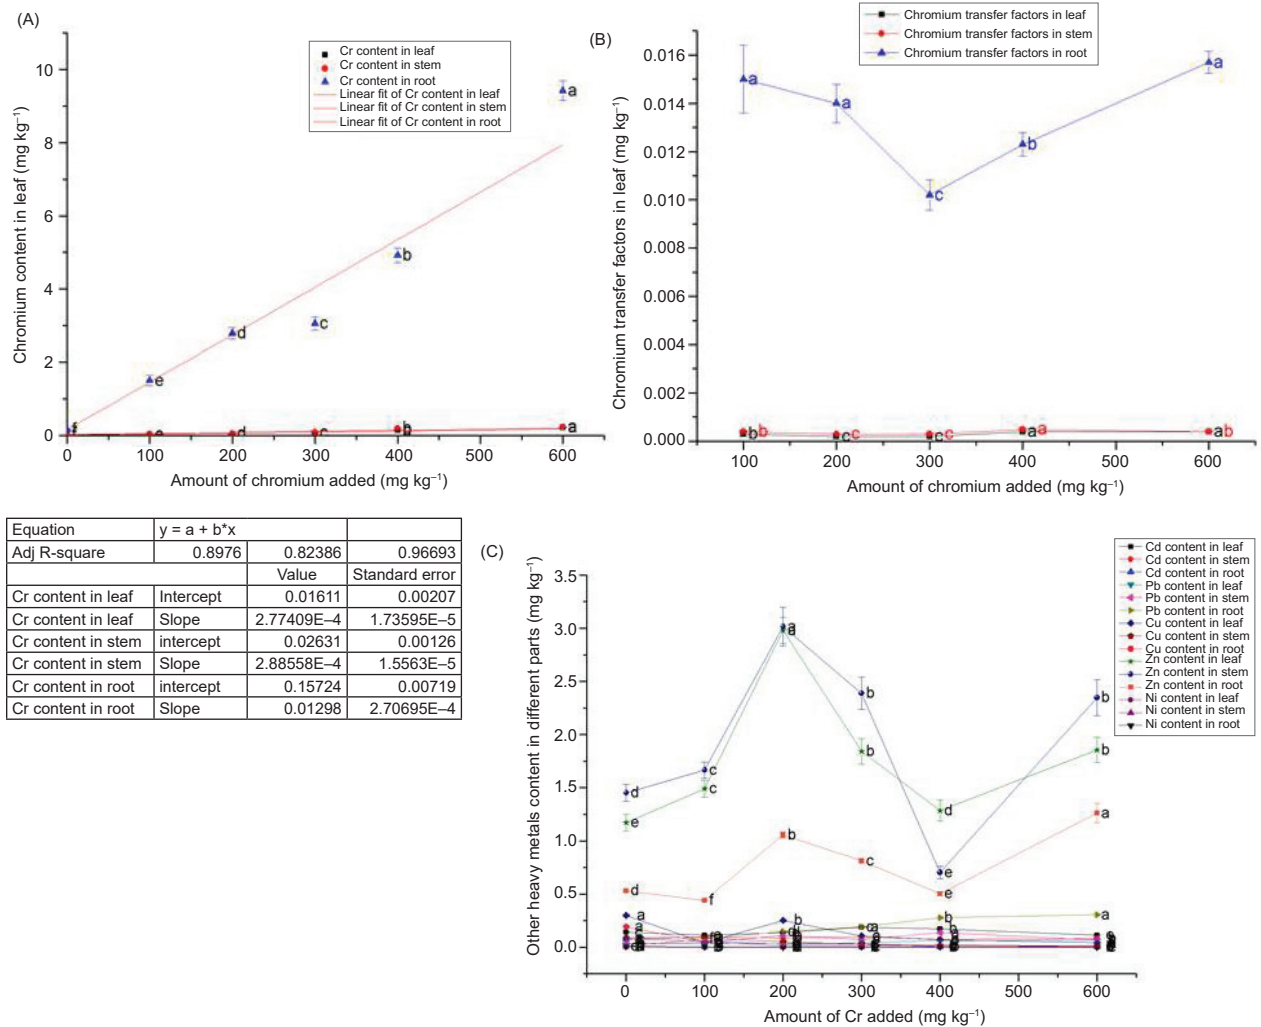 (A)
Chromium content in leaf (mg kg⁻¹)
10
8
6
4
2
0
Cr content in leaf
Cr content in stem
Cr content in root
Linear fit of Cr content in leaf
Linear fit of Cr content in stem
Linear fit of Cr content in root
a
b
c
d
e
f
e
d
c
b
a
0 100 200 300 400 500 600
Amount of chromium added (mg kg⁻¹)
(B)
Chromium transfer factors in leaf
Chromium transfer factors in stem
Chromium transfer factors in root
Chromium transfer factors in leaf (mg kg⁻¹)
0.016
0.014
0.012
0.010
0.008
0.006
0.004
0.002
0.000
a a c b a
b b c c c c a a a b
100 200 300 400 500 600
Amount of chromium added (mg kg⁻¹)
Equation y = a + b*x
Adj R-square 0.8976 0.82386 0.96693
Value Standard error
Cr content in leaf Intercept 0.01611 0.00207
Cr content in leaf Slope 2.77409E–4 1.73595E–5
Cr content in stem intercept 0.02631 0.00126
Cr content in stem Slope 2.88558E–4 1.5563E–5
Cr content in root intercept 0.15724 0.00719
Cr content in root Slope 0.01298 2.70695E–4
(C)
Other heavy metals content in different parts (mg kg⁻¹)
3.5
3.0
2.5
2.0
1.5
1.0
0.5
0.0
Cd content in leaf
Cd content in stem
Cd content in root
Pb content in leaf
Pb content in stem
Pb content in root
Cu content in leaf
Cu content in stem
Cu content in root
Zn content in leaf
Zn content in stem
Zn content in root
Ni content in leaf
Ni content in stem
Ni content in root
d c a b e b
e c b d b
d f b c e a
a b b a
0 100 200 300 400 500 600
Amount of Cr added (mg kg⁻¹)